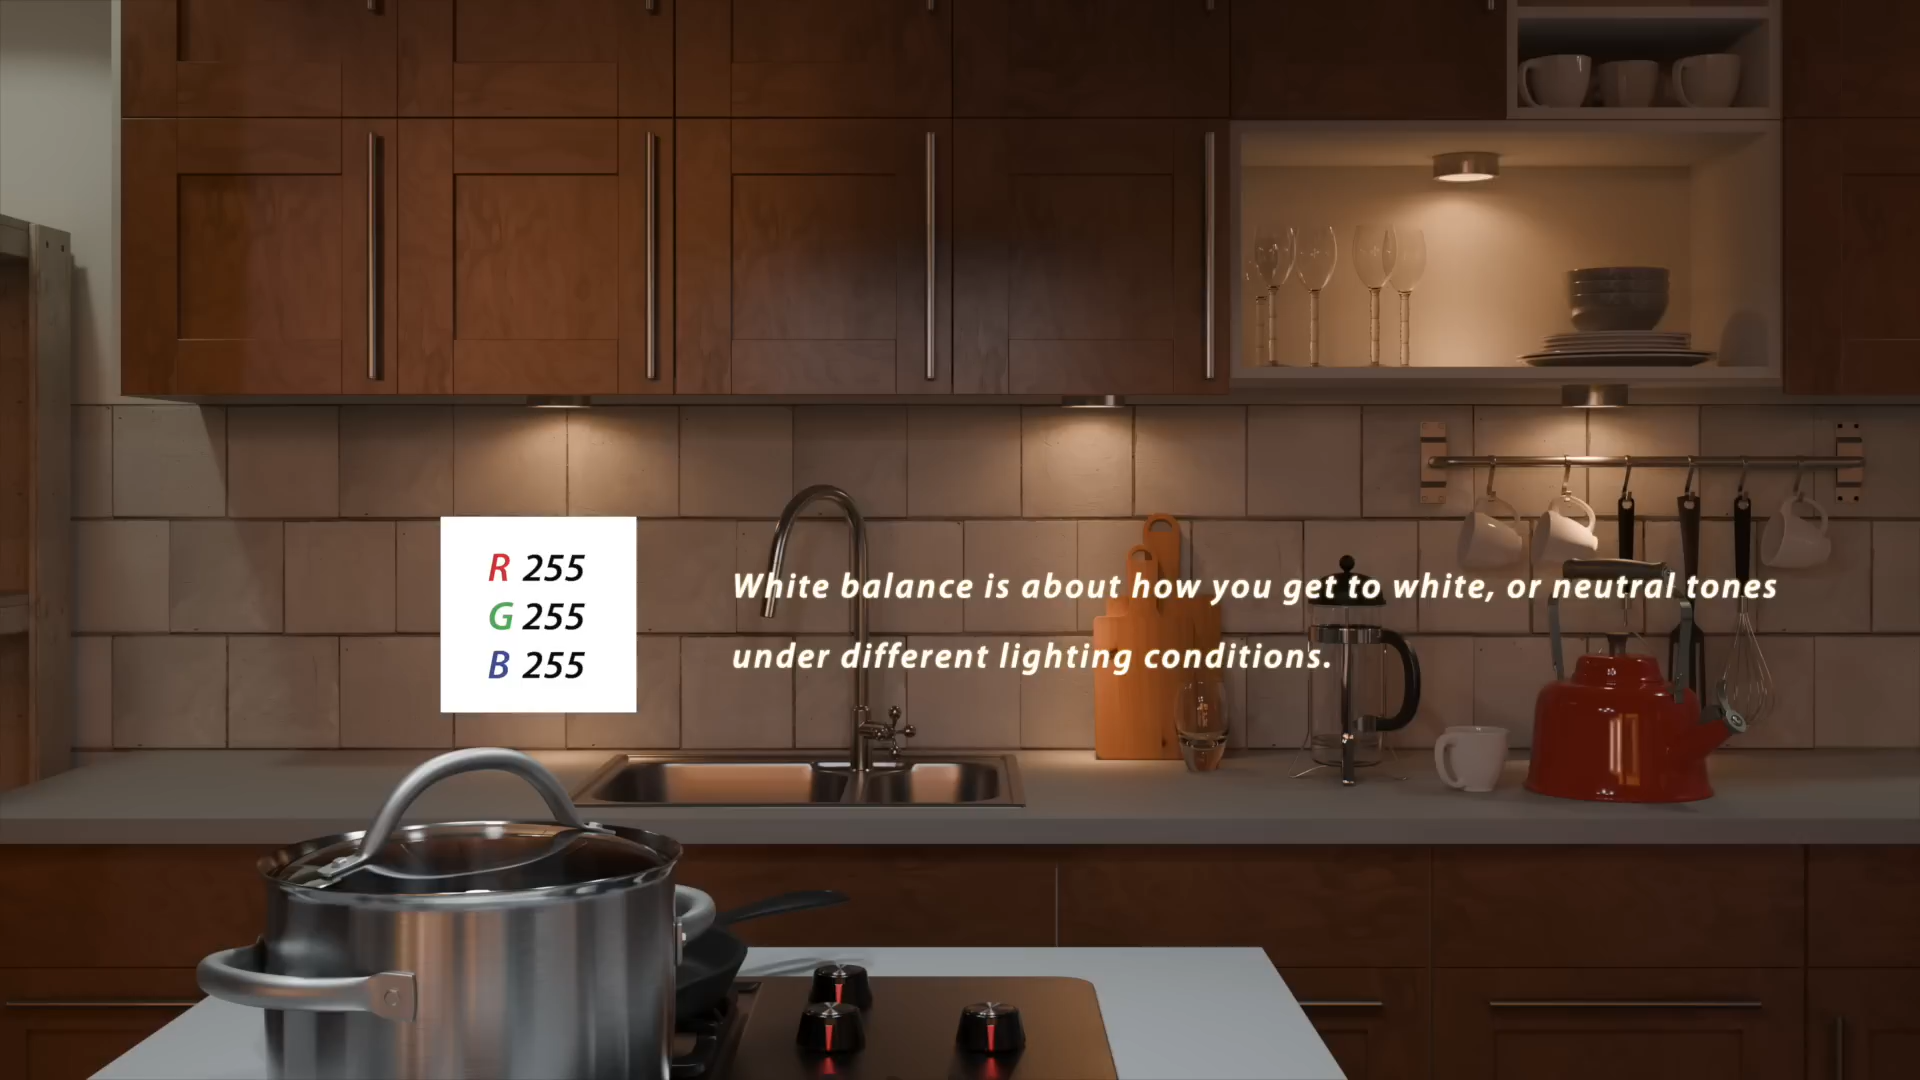 R 255
G 255
B 255
White balance is about how you get to white, or neutral tones
under different lighting conditions.